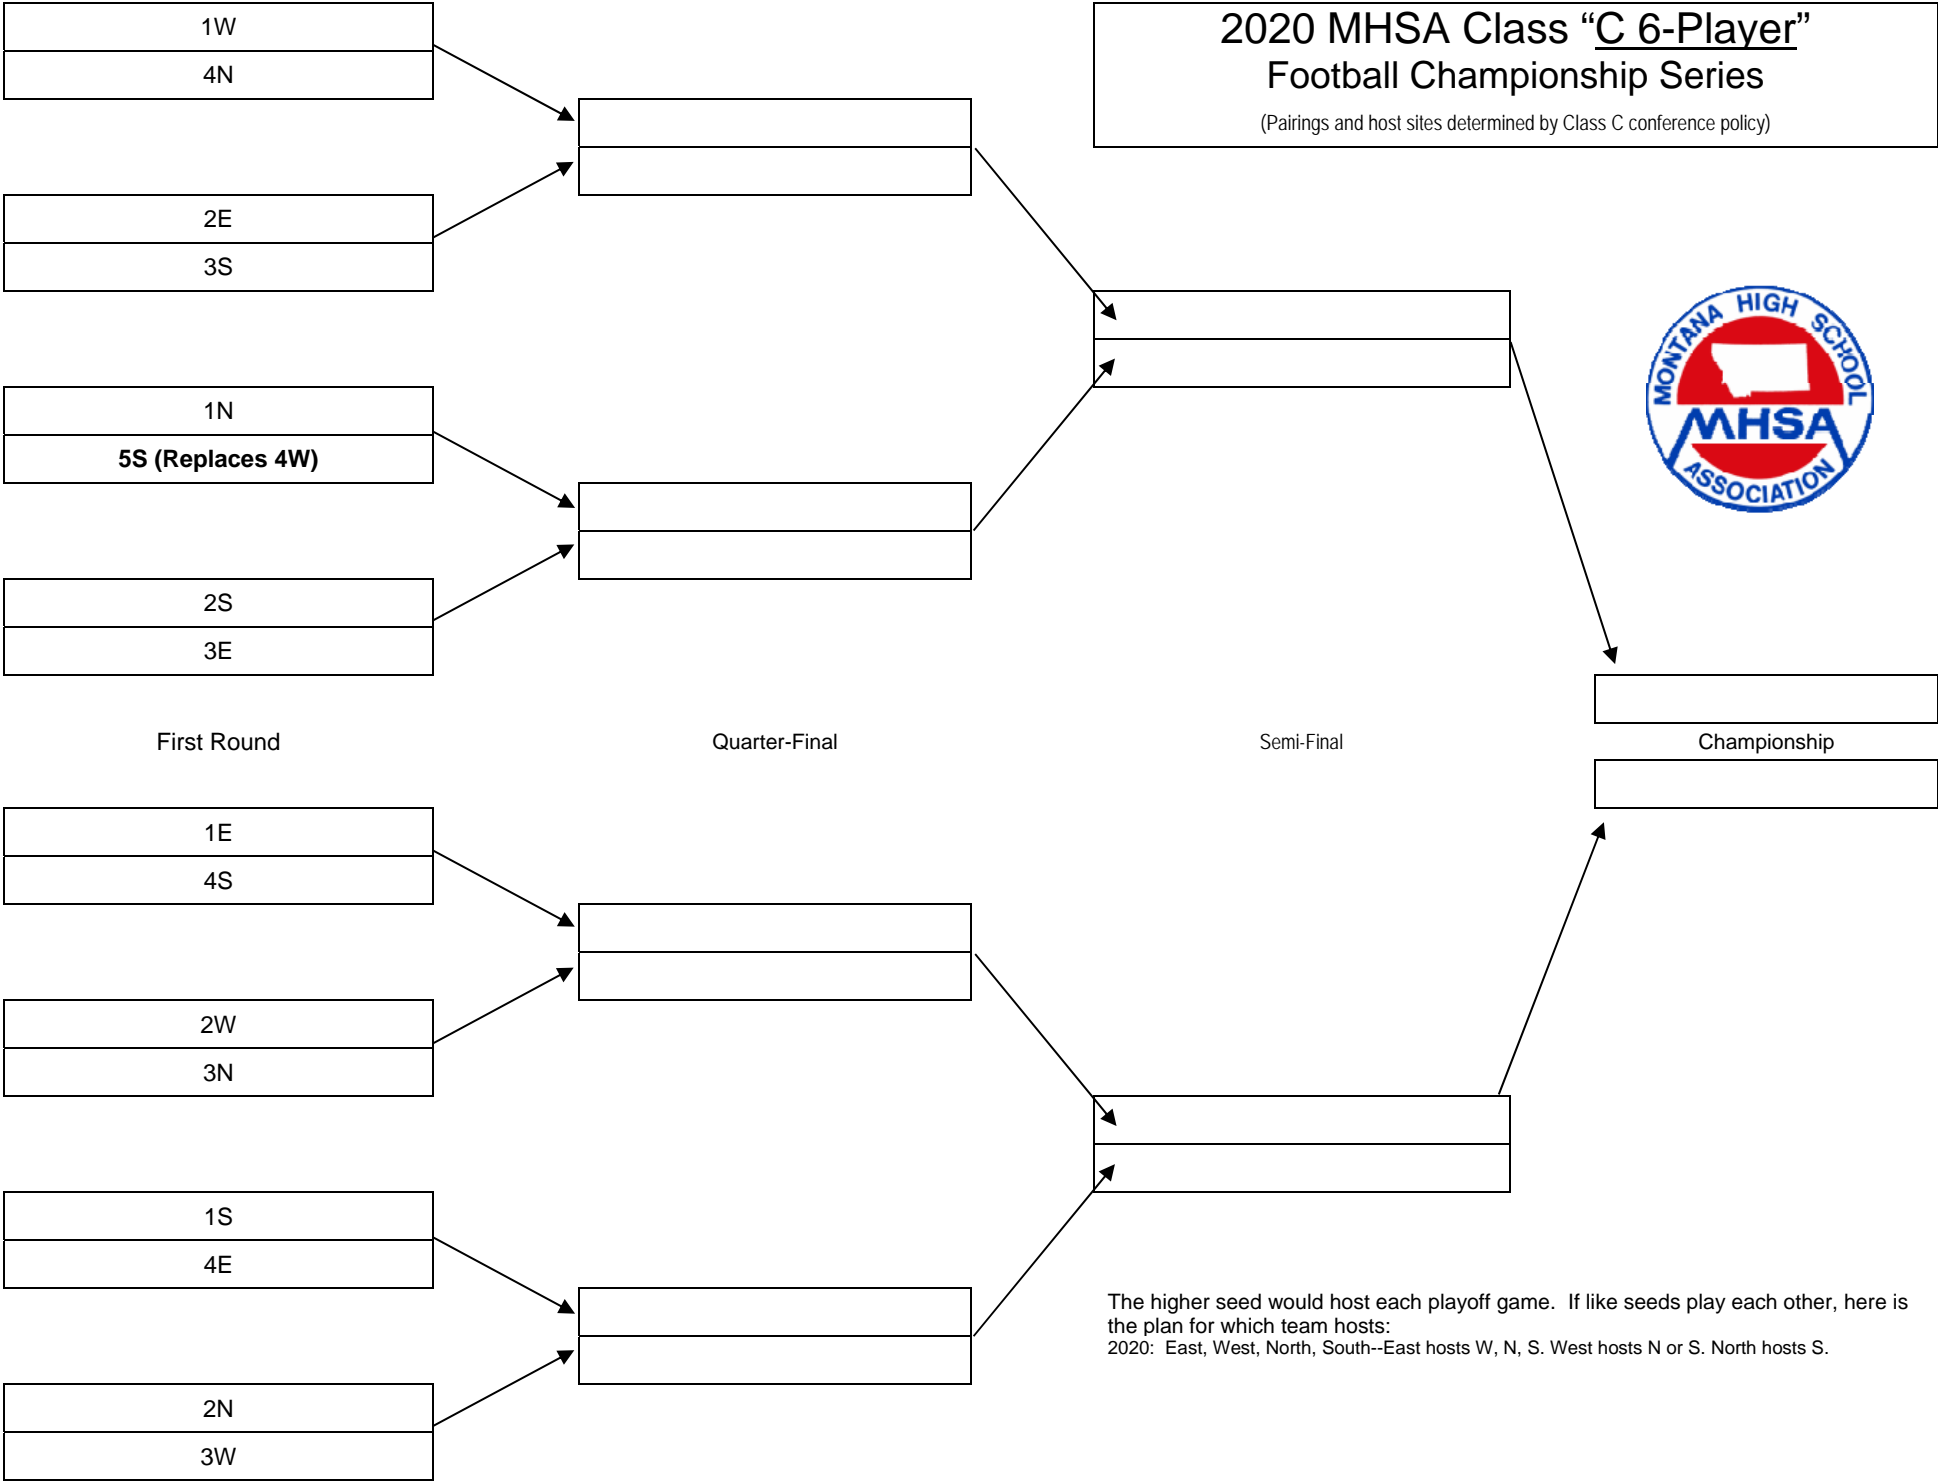 1W
4N
2020 MHSA Class “C 6-Player”
Football Championship Series
(Pairings and host sites determined by Class C conference policy)
2E
3S
1N
5S (Replaces 4W)
MONTANA HIGH SCHOOL
MHSA
ASSOCIATION
2S
3E
First Round
Quarter-Final
Semi-Final
Championship
1E
4S
2W
3N
1S
4E
The higher seed would host each playoff game.  If like seeds play each other, here is
the plan for which team hosts:
2020:  East, West, North, South--East hosts W, N, S. West hosts N or S. North hosts S.
2N
3W